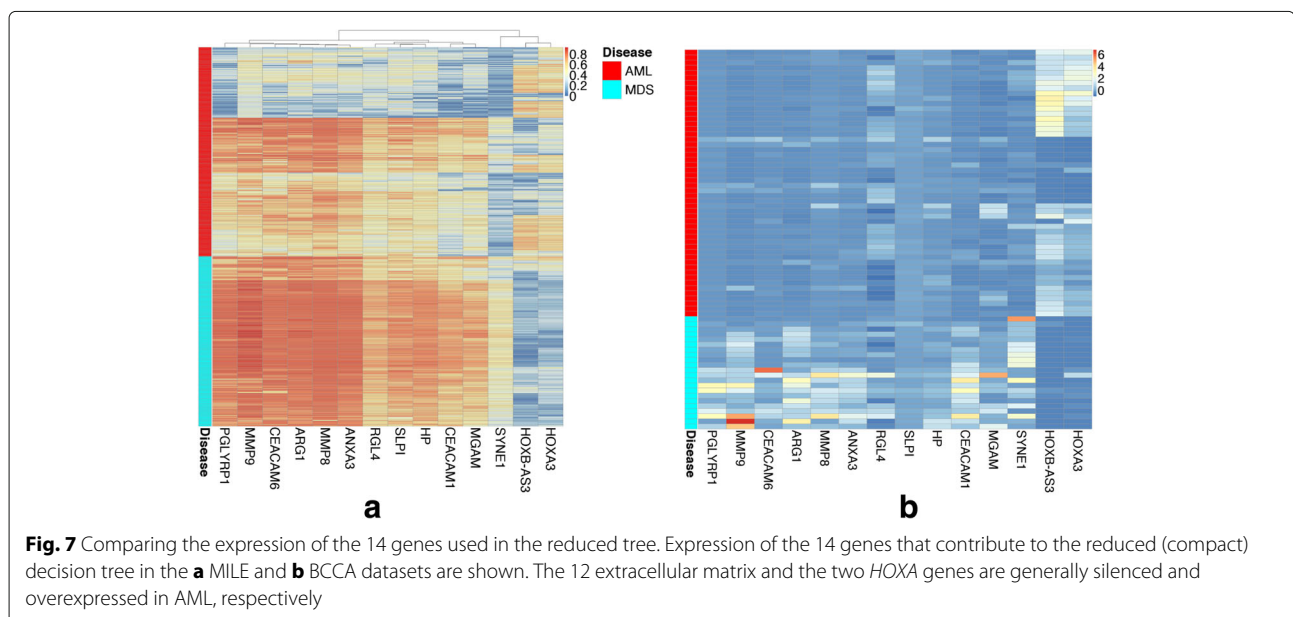 Disease
AML
MDS
0.8
0.6
0.4
0.2
0
6
4
2
0
Disease
PGLYRP1
MMP9
CEACAM6
ARG1
MMP8
ANXA3
RGL4
SLPI
HP
CEACAM1
MGAM
SYNE1
HOXB-AS3
HOXA3
Disease
PGLYRP1
MMP9
CEACAM6
ARG1
MMP8
ANXA3
RGL4
SLPI
HP
CEACAM1
MGAM
SYNE1
HOXB-AS3
HOXA3
a
b
Fig. 7 Comparing the expression of the 14 genes used in the reduced tree. Expression of the 14 genes that contribute to the reduced (compact)
decision tree in the a MILE and b BCCA datasets are shown. The 12 extracellular matrix and the two HOXA genes are generally silenced and
overexpressed in AML, respectively